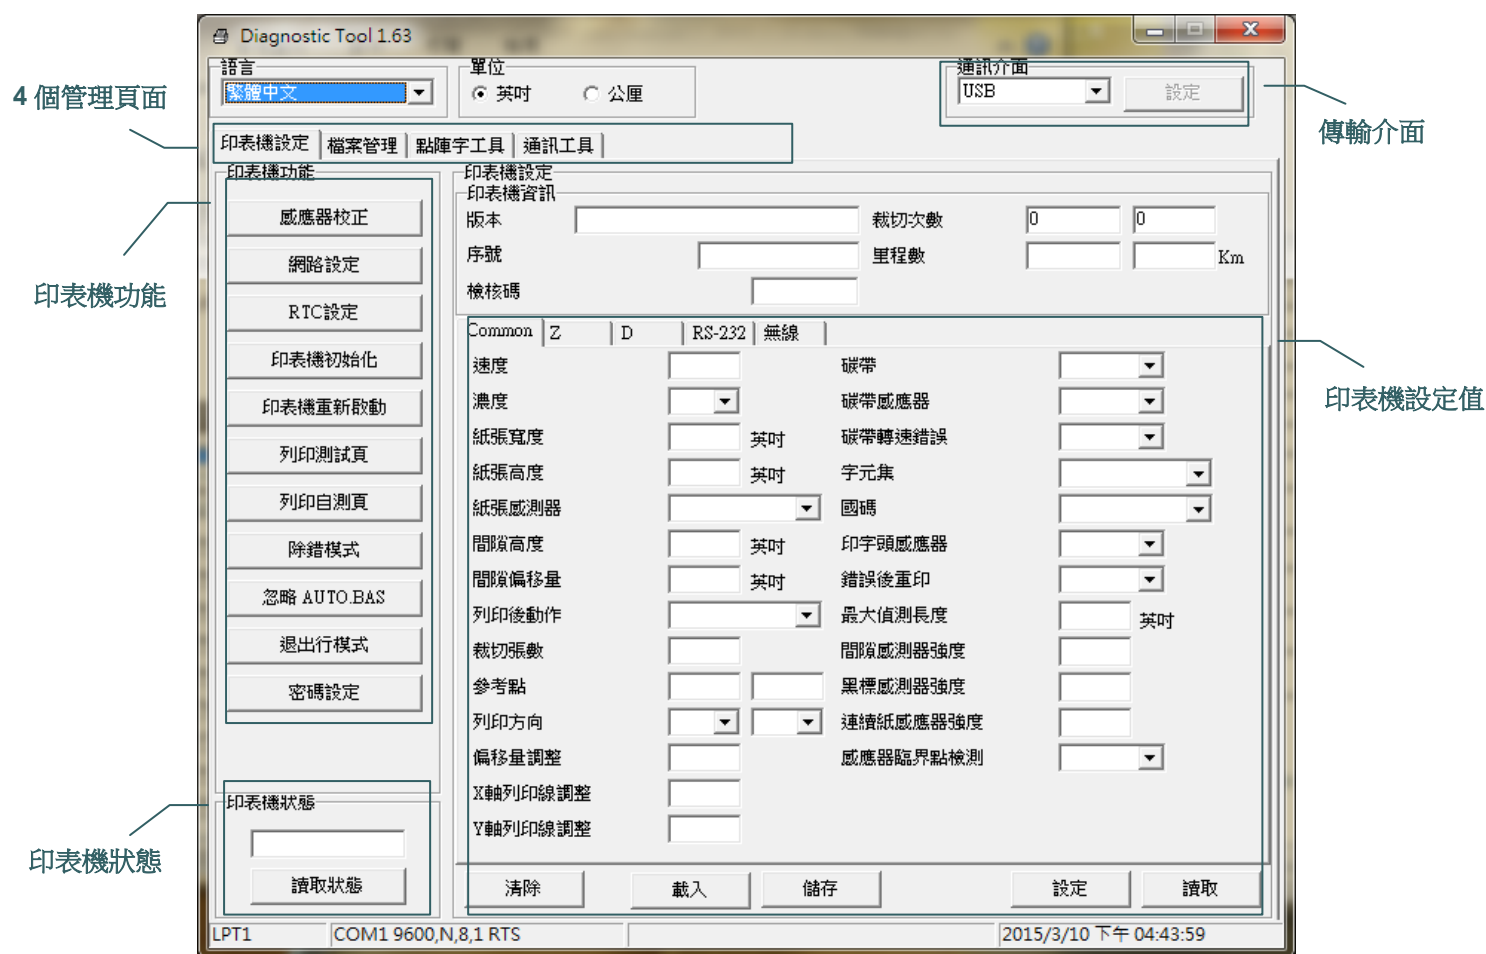 Diagnostic Tool 1.63
語言
繁體中文
單位
英吋
公厘
通訊介面
USB
設定
4 個管理頁面
傳輸介面
印表機設定
檔案管理
點陣字工具
通訊工具
印表機功能
感應器校正
網路設定
RTC設定
印表機初始化
印表機重新啟動
列印測試頁
列印自測頁
除錯模式
忽略 AUTO.BAS
退出行模式
密碼設定
印表機功能
印表機設定
印表機資訊
版本
裁切次數
0
0
序號
里程數
Km
檢核碼
Common
Z
D
RS-232
無線
速度
碳帶
濃度
碳帶感應器
紙張寬度
英吋
碳帶轉速錯誤
紙張高度
英吋
字元集
紙張感測器
國碼
間隙高度
英吋
印字頭感應器
間隙偏移量
英吋
錯誤後重印
列印後動作
最大偵測長度
英吋
裁切張數
間隙感測器強度
參考點
黑標感測器強度
列印方向
連續紙感應器強度
偏移量調整
感應器臨界點檢測
X軸列印線調整
Y軸列印線調整
印表機設定值
印表機狀態
讀取狀態
印表機狀態
清除
載入
儲存
設定
讀取
LPT1
COM1 9600,N,8,1 RTS
2015/3/10 下午 04:43:59